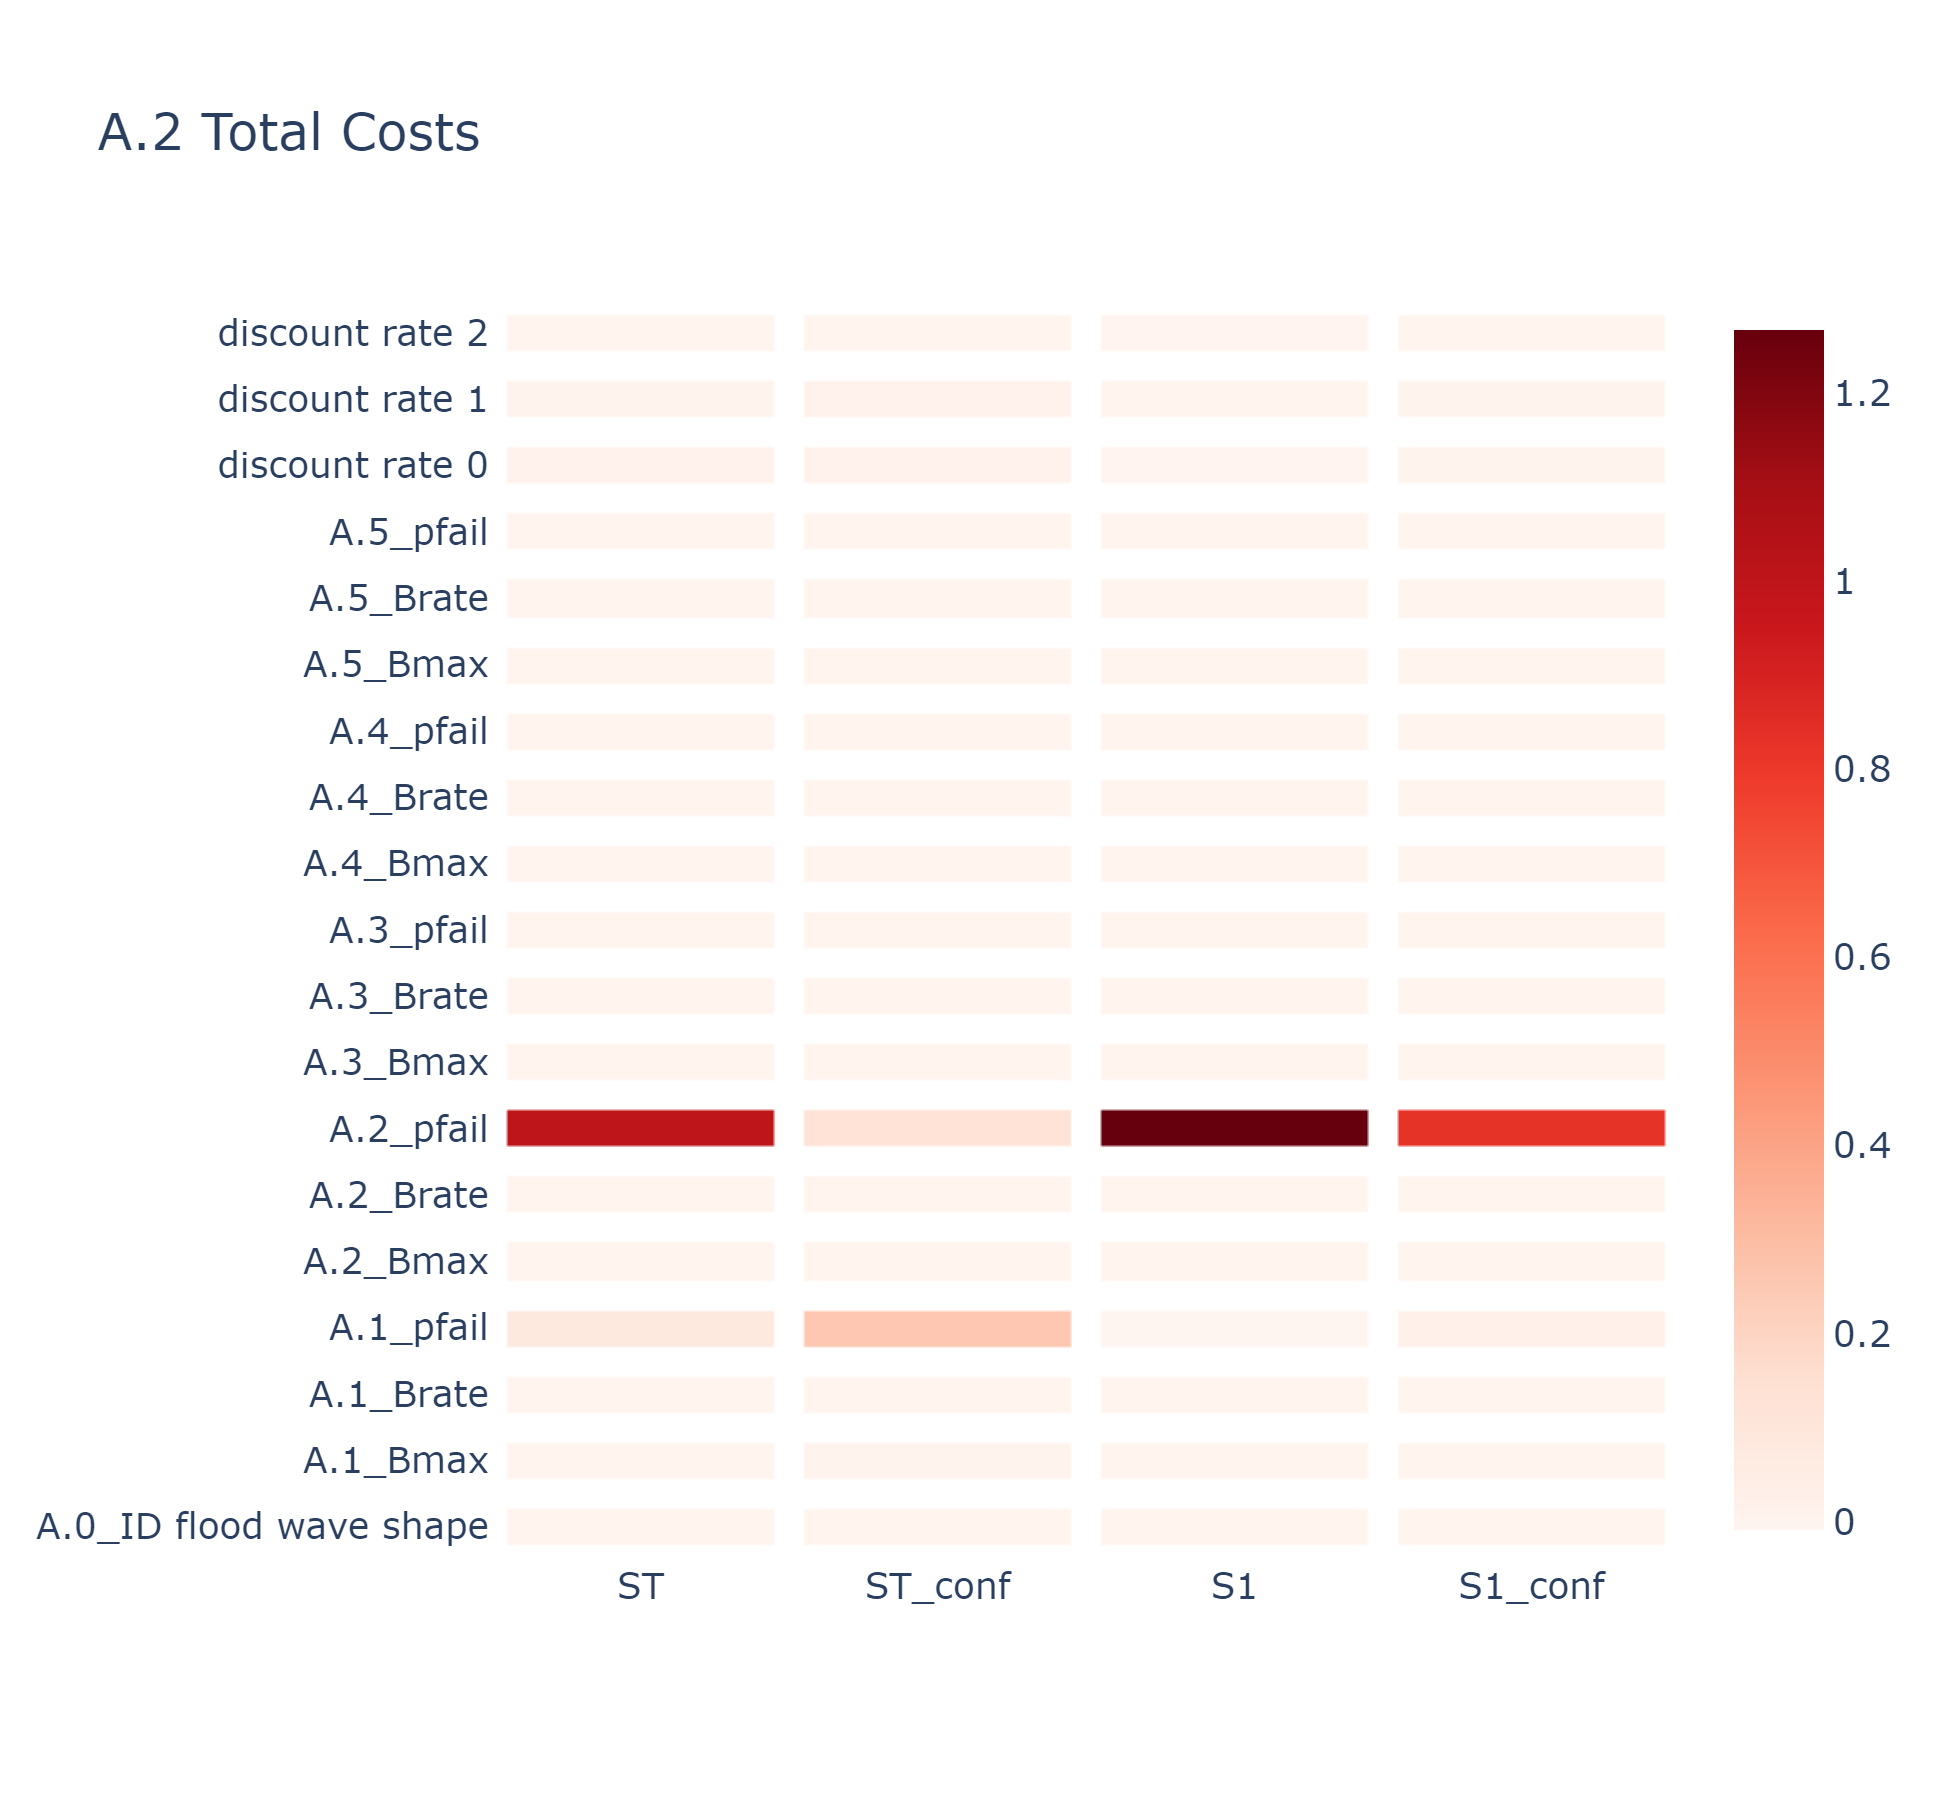 A.2 Total Costs
discount rate 2
discount rate 1
discount rate 0
A.5_pfail
A.5_Brate
A.5_Bmax
A.4_pfail
A.4_Brate
A.4_Bmax
A.3_pfail
A.3_Brate
A.3_Bmax
A.2_pfail
A.2_Brate
A.2_Bmax
A.1_pfail
A.1_Brate
A.1_Bmax
A.0_ID flood wave shape
ST ST_conf S1 S1_conf
1.2
1
0.8
0.6
0.4
0.2
0